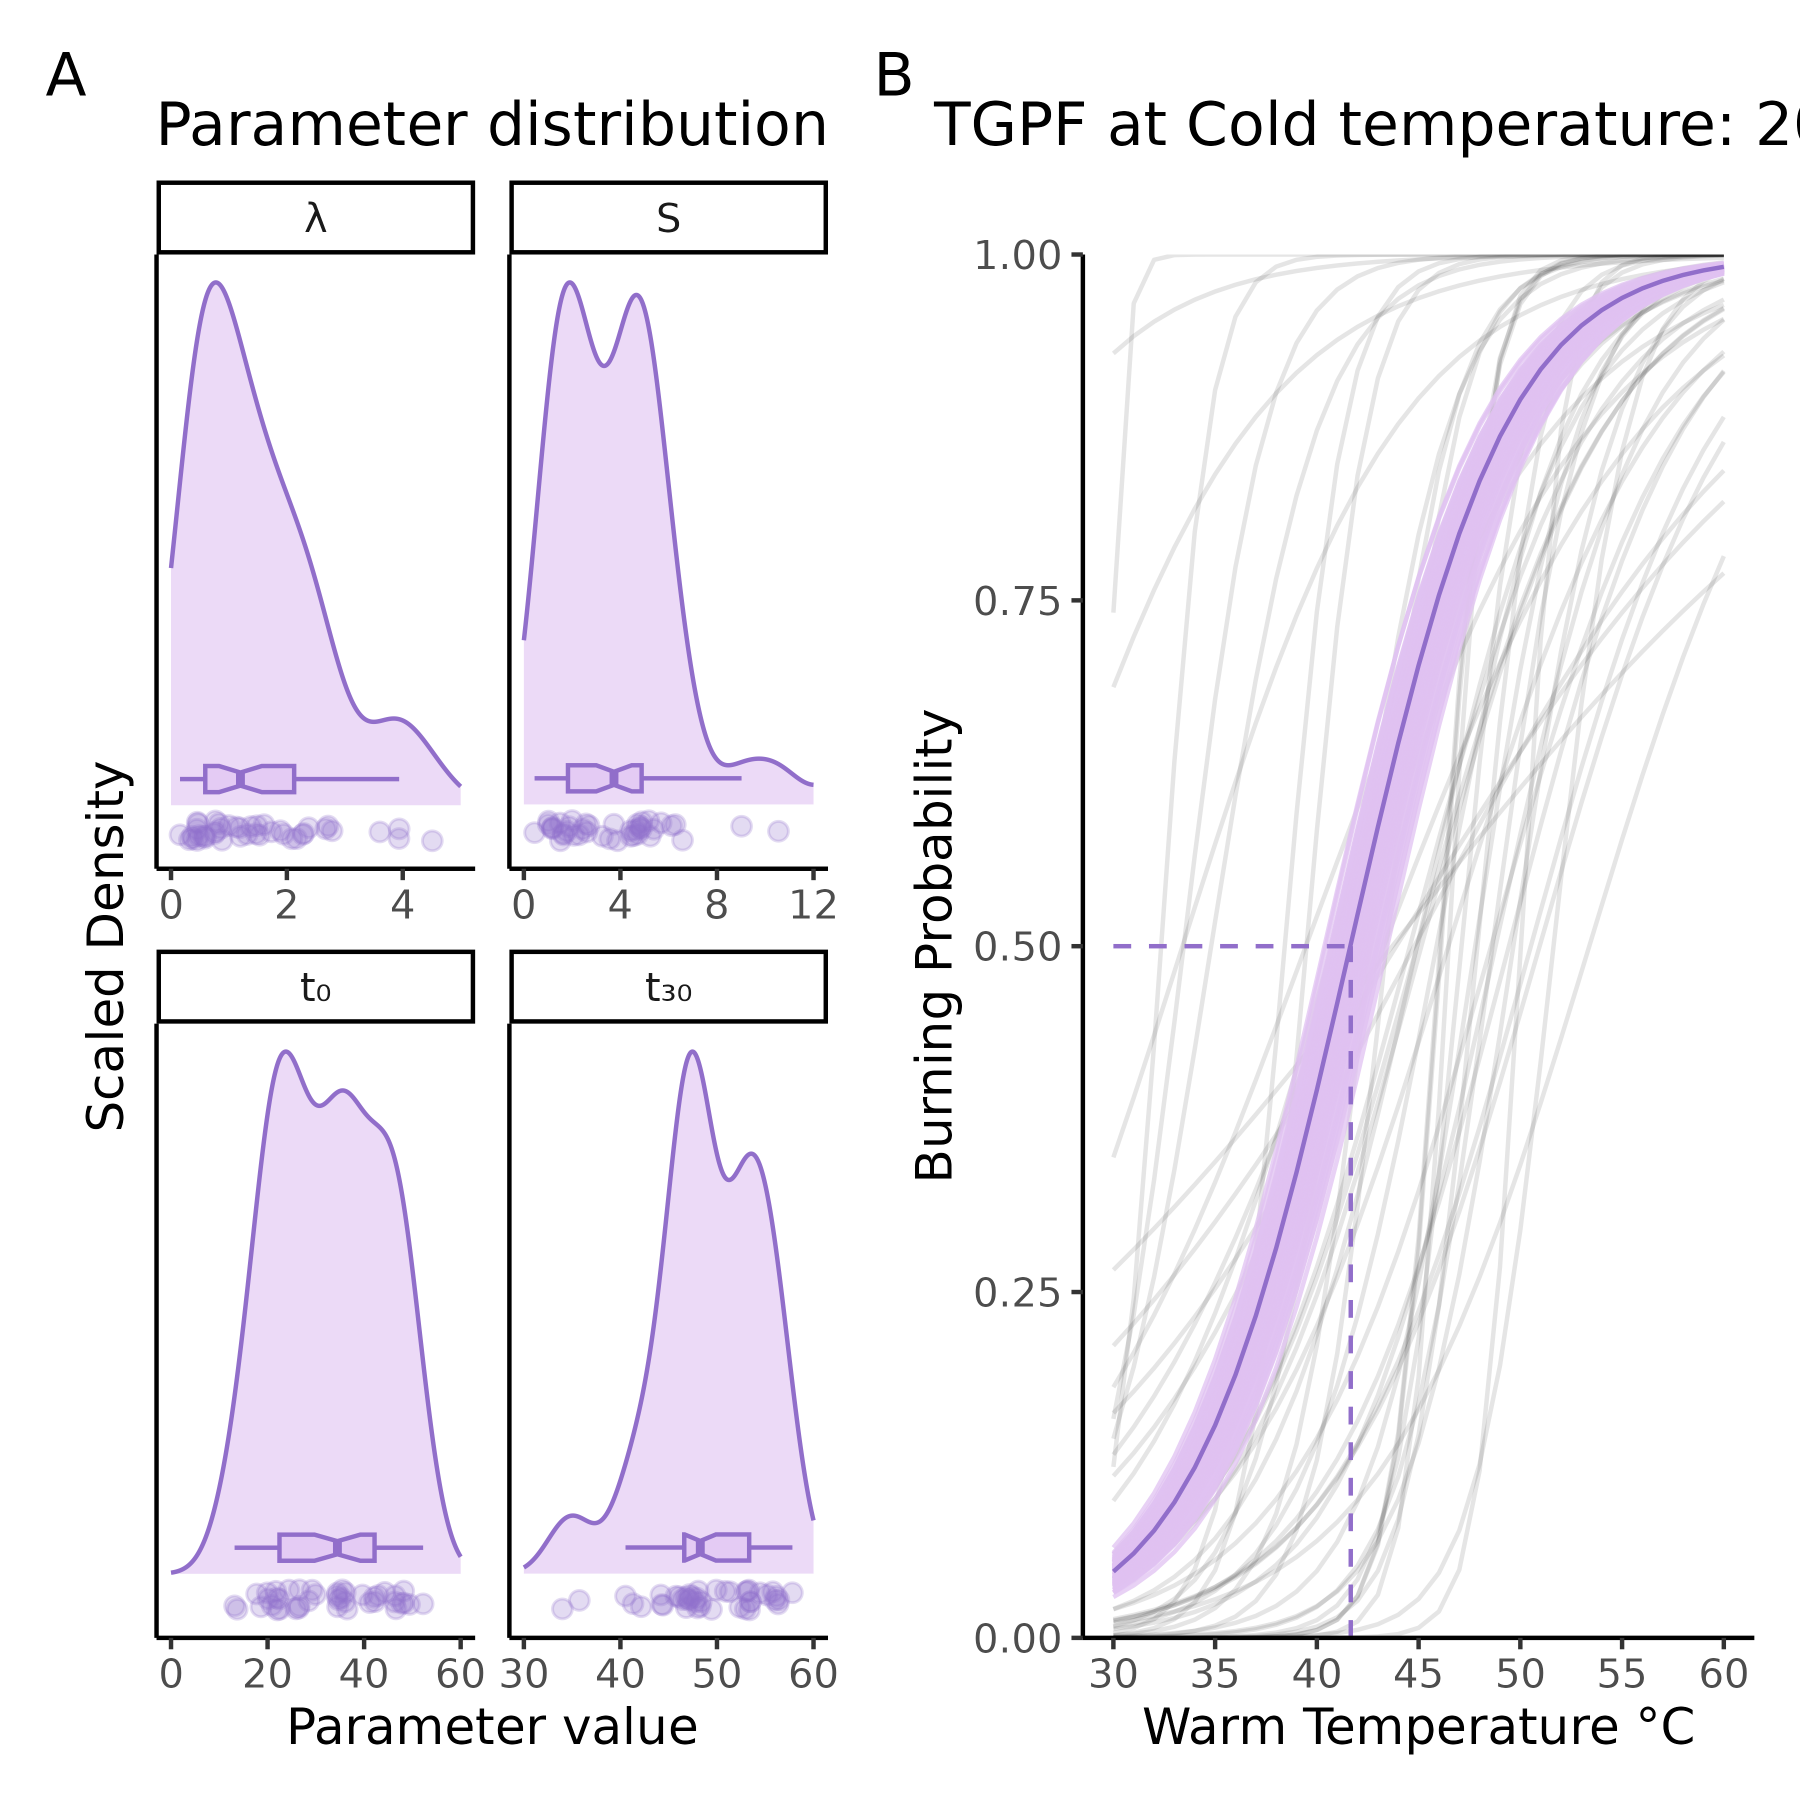 A
Parameter distribution
λ
S
Scaled Density
0 2 4
0 4 8 12
t₀
t₃₀
0 20 40 60
30 40 50 60
Parameter value
B
TGPF at Cold temperature: 20
Burning Probability
1.00
0.75
0.50
0.25
0.00
30 35 40 45 50 55 60
Warm Temperature °C